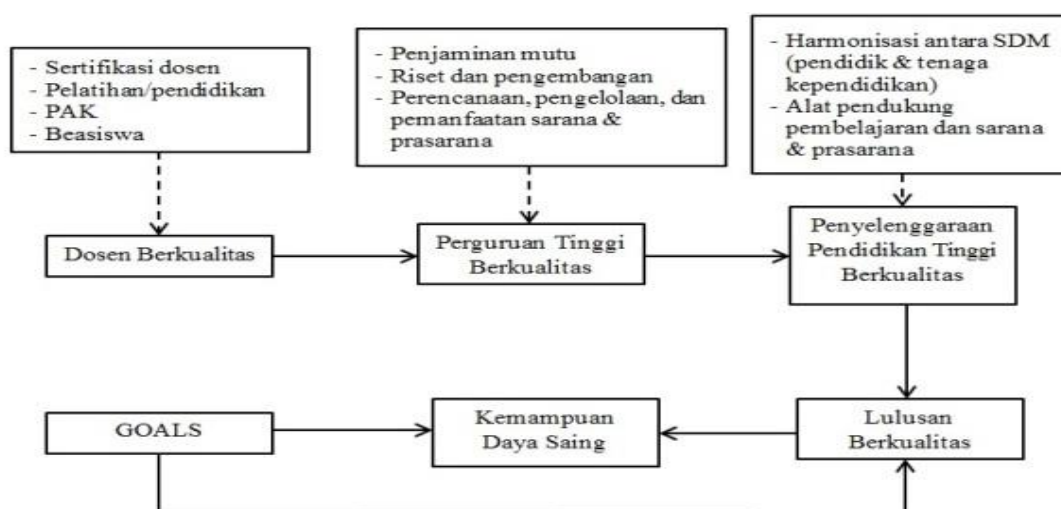 - Sertifikasi dosen
- Pelatihan/pendidikan
- PAK
- Beasiswa
- Penjaminan mutu
- Riset dan pengembangan
- Perencanaan, pengelolaan, dan
pemanfaatan sarana &
prasarana
- Harmonisasi antara SDM
(pendidik & tenaga
kependidikan)
- Alat pendukung
pembelajaran dan sarana
& prasarana
Dosen Berkualitas
Perguruan Tinggi
Berkualitas
Penyelenggaraan
Pendidikan Tinggi
Berkualitas
GOALS
Kemampuan
Daya Saing
Lulusan
Berkualitas